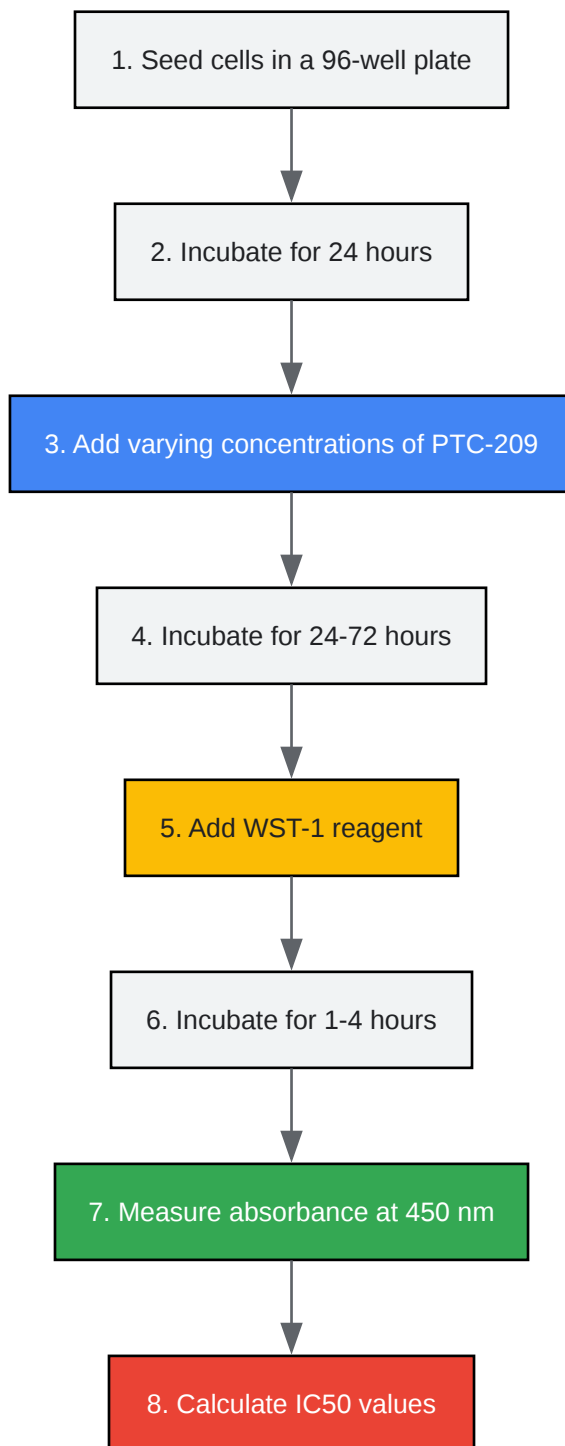 1. Seed cells in a 96-well plate
2. Incubate for 24 hours
3. Add varying concentrations of PTC-209
4. Incubate for 24-72 hours
5. Add WST-1 reagent
6. Incubate for 1-4 hours
7. Measure absorbance at 450 nm
8. Calculate IC50 values